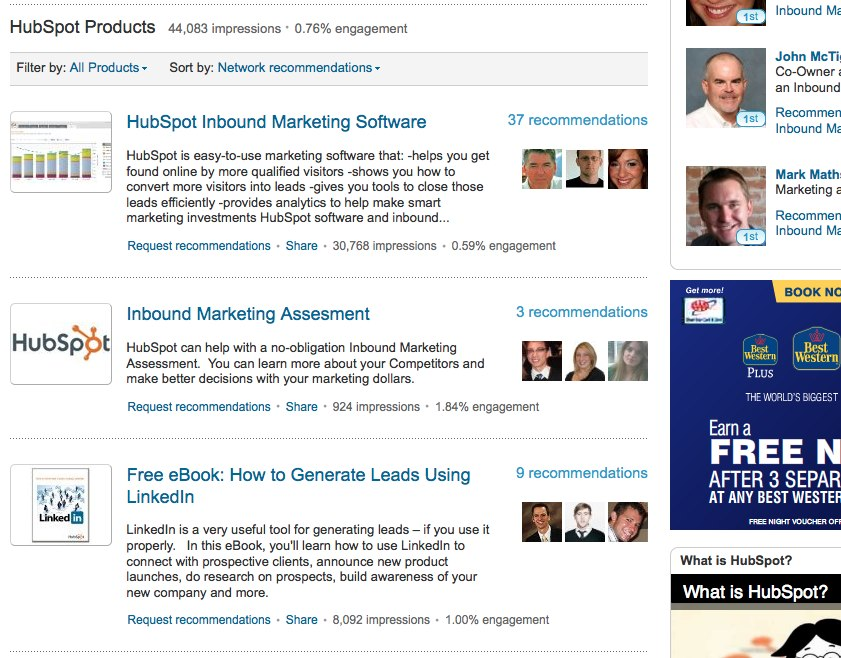 HubSpot Products 44,083 impressions · 0.76% engagement
Filter by: All Products Sort by: Network recommendations
HubSpot Inbound Marketing Software
37 recommendations
HubSpot is easy-to-use marketing software that: -helps you get
found online by more qualified visitors -shows you how to
convert more visitors into leads -gives you tools to close those
leads efficiently -provides analytics to help make smart
marketing investments HubSpot software and inbound...
Request recommendations • Share • 30,768 impressions • 0.59% engagement
HubSpot
Inbound Marketing Assesment
3 recommendations
HubSpot can help with a no-obligation Inbound Marketing
Assessment. You can learn more about your Competitors and
make better decisions with your marketing dollars.
Request recommendations • Share • 924 impressions • 1.84% engagement
Linked in
Free eBook: How to Generate Leads Using
LinkedIn
9 recommendations
LinkedIn is a very useful tool for generating leads – if you use it
properly. In this eBook, you'll learn how to use LinkedIn to
connect with prospective clients, announce new product
launches, do research on prospects, build awareness of your
new company and more.
Request recommendations • Share • 8,092 impressions • 1.00% engagement
1st
Inbound Ma
1st
John McTi
Co-Owner a
an Inbound
Recommen
Inbound Ma
1st
Mark Maths
Marketing a
Recommen
Inbound Ma
Get more!
BOOK NO
Best
Western
PLUS
Best
Western
THE WORLD'S BIGGEST
Earn a
FREE N
AFTER 3 SEPAR
AT ANY BEST WESTER
FREE NIGHT VOUCHER OF
What is HubSpot?
What is HubSpot?